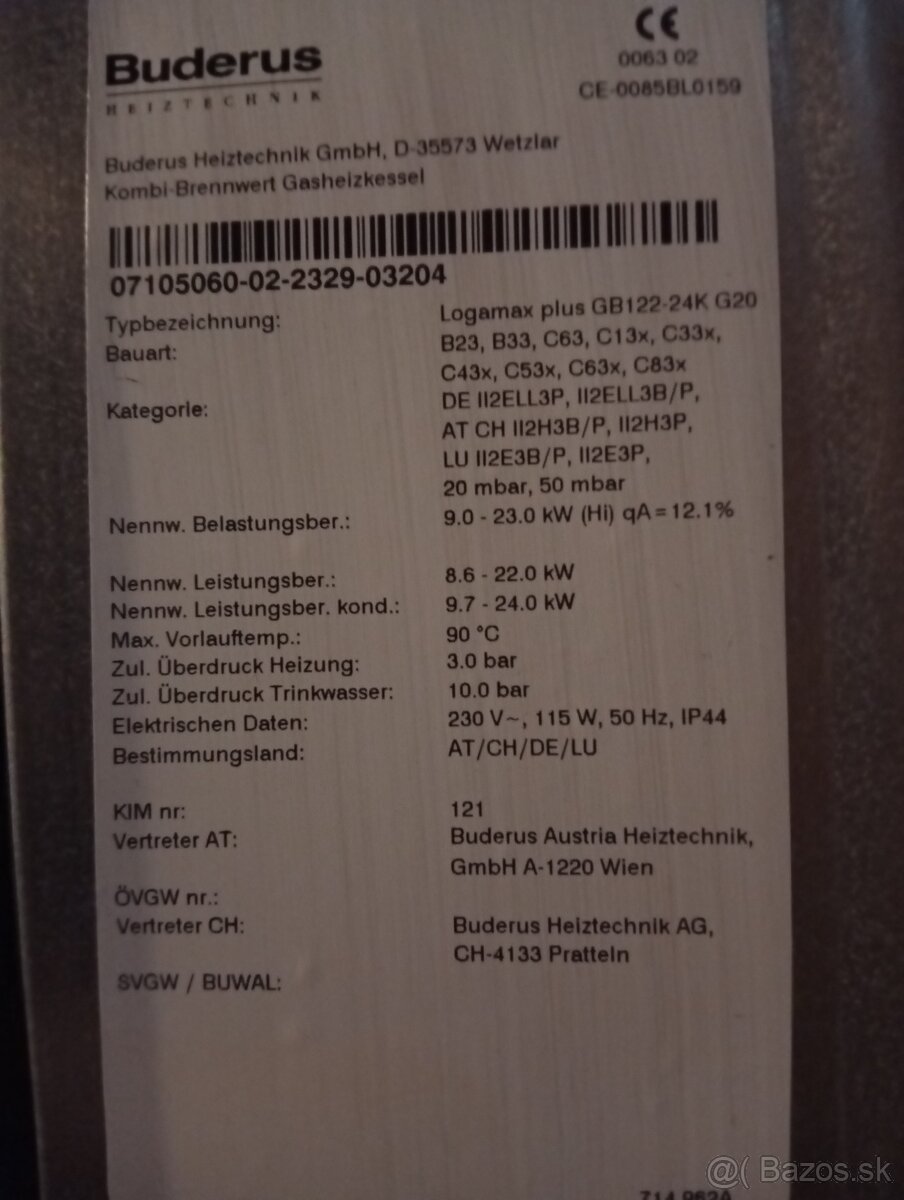 Buderus
HEIZTECHNIK
CE
0063 02
CE-0085BL0159
Buderus Heiztechnik GmbH, D-35573 Wetzlar
Kombi-Brennwert Gasheizkessel
07105060-02-2329-03204
Typbezeichnung: Logamax plus GB122-24K G20
Bauart: B23, B33, C63, C13x, C33x,
C43x, C53x, C63x, C83x
Kategorie: DE II2ELL3P, II2ELL3B/P,
AT CH II2H3B/P, II2H3P,
LU II2E3B/P, II2E3P,
20 mbar, 50 mbar
Nennw. Belastungsber.: 9.0 - 23.0 kW (Hi) qA=12.1%
Nennw. Leistungsber.: 8.6 - 22.0 kW
Nennw. Leistungsber. kond.: 9.7 - 24.0 kW
Max. Vorlauftemp.: 90 °C
Zul. Überdruck Heizung: 3.0 bar
Zul. Überdruck Trinkwasser: 10.0 bar
Elektrischen Daten: 230 V~, 115 W, 50 Hz, IP44
Bestimmungsland: AT/CH/DE/LU
KIM nr: 121
Vertreter AT: Buderus Austria Heiztechnik,
GmbH A-1220 Wien
ÖVGW nr.:
Vertreter CH: Buderus Heiztechnik AG,
CH-4133 Pratteln
SVGW / BUWAL:
@( Bazos.sk